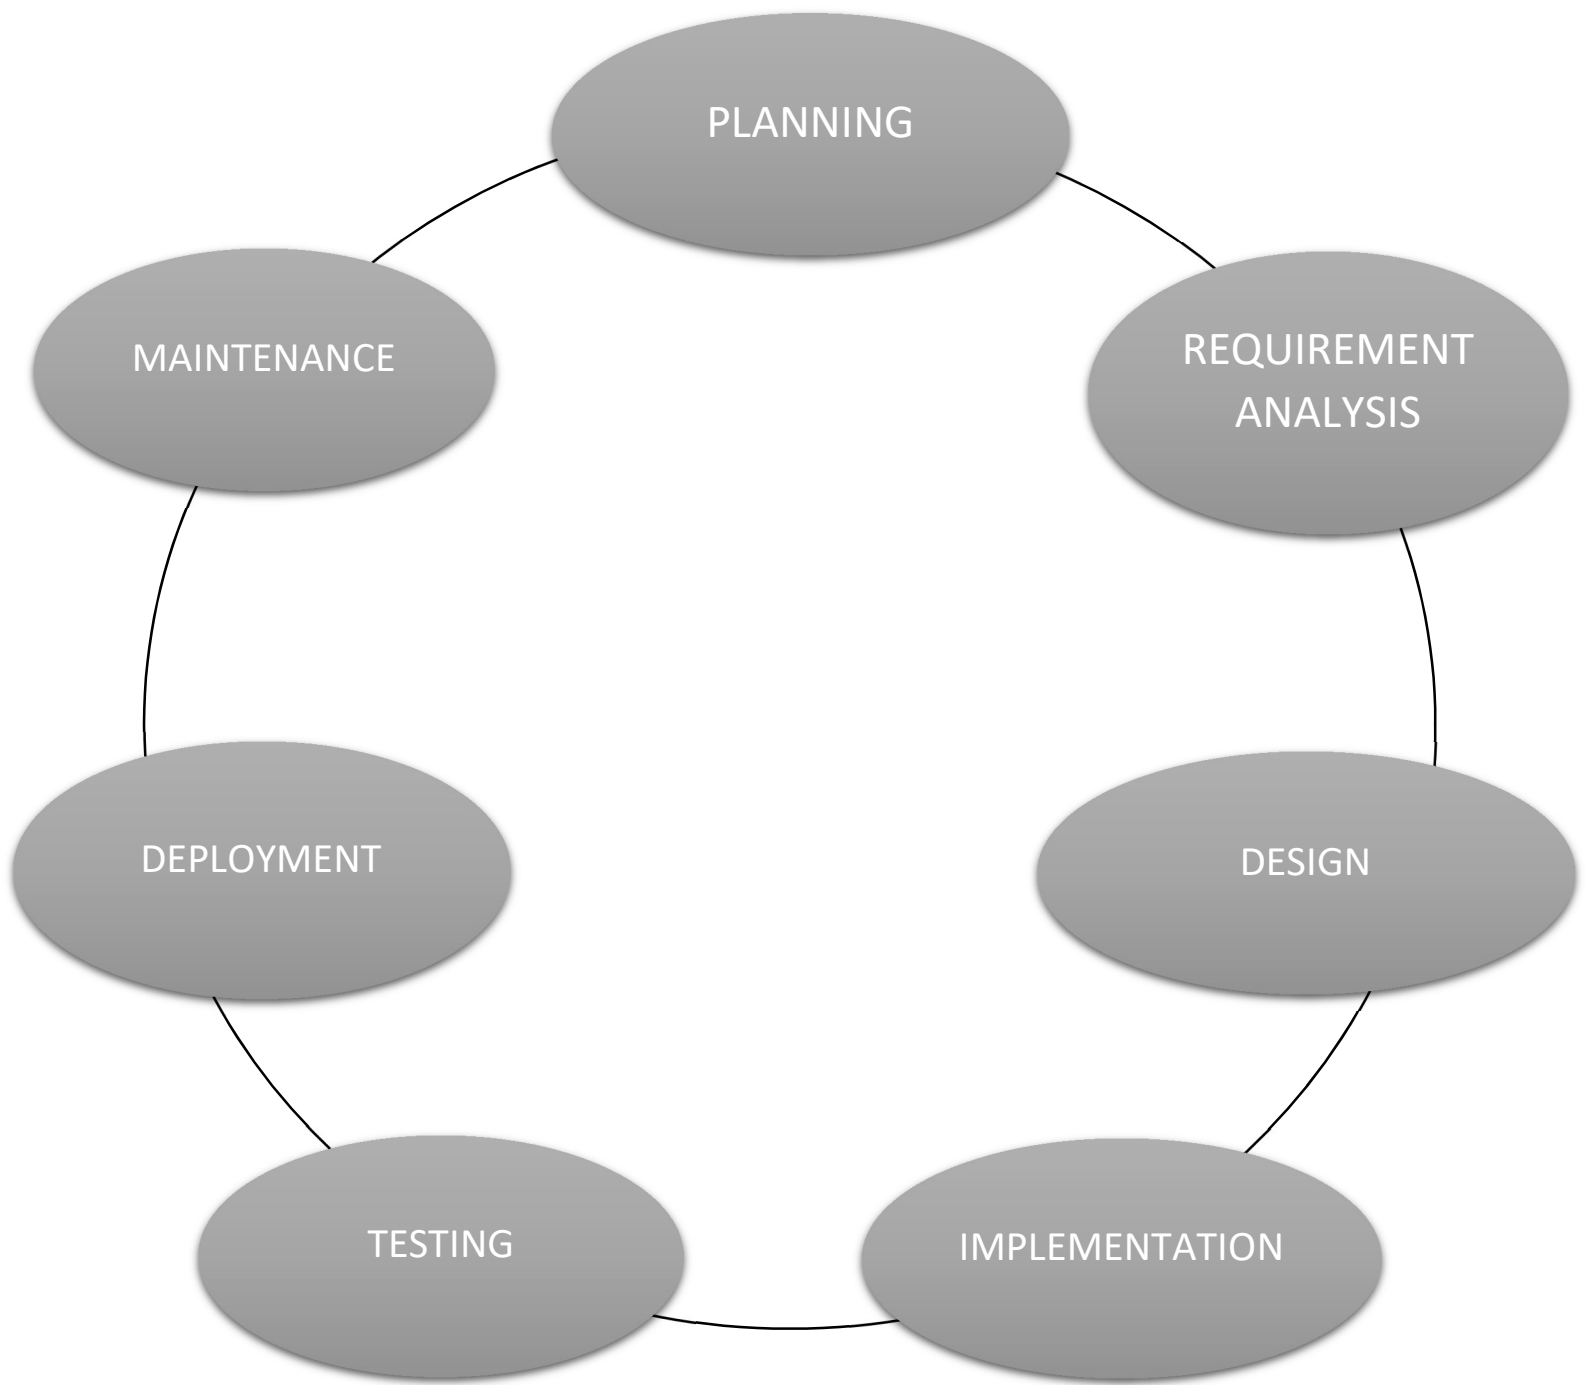 PLANNING
REQUIREMENT
ANALYSIS
DESIGN
IMPLEMENTATION
TESTING
DEPLOYMENT
MAINTENANCE